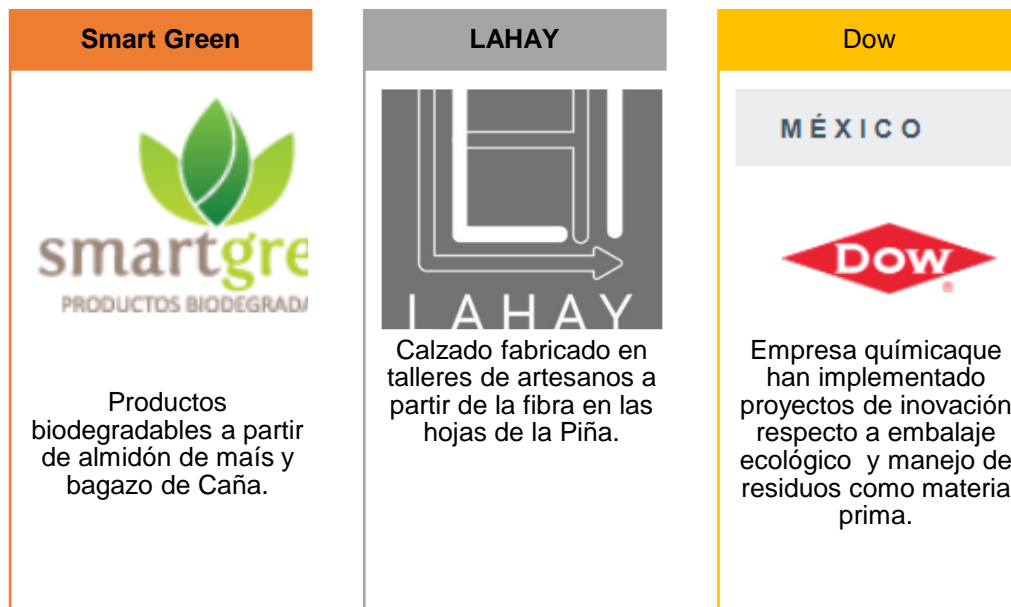 Smart Green
smartgre
PRODUCTOS BIODEGRADA
Productos
biodegradables a partir
de almidón de maís y
bagazo de Caña.
LAHAY
LAHAY
Calzado fabricado en
talleres de artesanos a
partir de la fibra en las
hojas de la Piña.
Dow
MÉXICO
Dow
®
Empresa químicaque
han implementado
proyectos de inovación
respecto a embalaje
ecológico y manejo de
residuos como materia
prima.